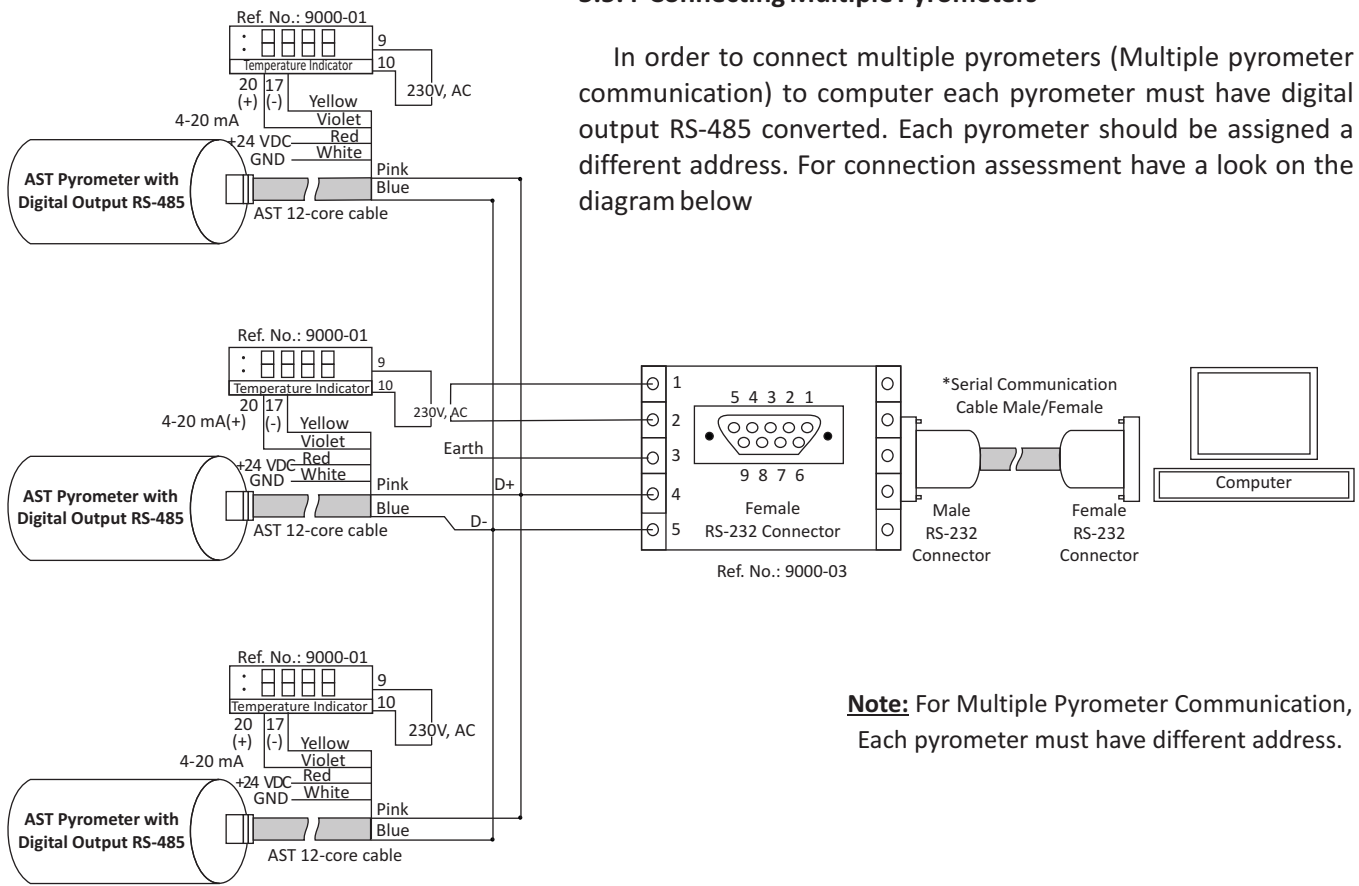 Ref. No.: 9000-01
9
Temperature Indicator
10
20
17
(+)
(-)
230V, AC
Yellow
4-20 mA
Violet
+24 VDC
Red
GND
White
Pink
AST Pyrometer with
Blue
Digital Output RS-485
AST 12-core cable
In order to connect multiple pyrometers (Multiple pyrometer
communication) to computer each pyrometer must have digital
output RS-485 converted. Each pyrometer should be assigned a
different address. For connection assessment have a look on the
diagram below
Ref. No.: 9000-01
9
Temperature Indicator
10
20
17
230V, AC
4-20 mA(+)
(-)
Yellow
Violet
+24 VDC
Red
GND
White
Pink
D+
AST Pyrometer with
Blue
Digital Output RS-485
D-
AST 12-core cable
Earth
1
2
3
4
5
5 4 3 2 1
9 8 7 6
Female
RS-232 Connector
Ref. No.: 9000-03
*Serial Communication
Cable Male/Female
Male
RS-232
Connector
Female
RS-232
Connector
Computer
Ref. No.: 9000-01
9
Temperature Indicator
10
20
17
(+)
(-)
230V, AC
Yellow
4-20 mA
Violet
+24 VDC
Red
GND
White
Pink
AST Pyrometer with
Blue
Digital Output RS-485
AST 12-core cable
Note: For Multiple Pyrometer Communication,
Each pyrometer must have different address.